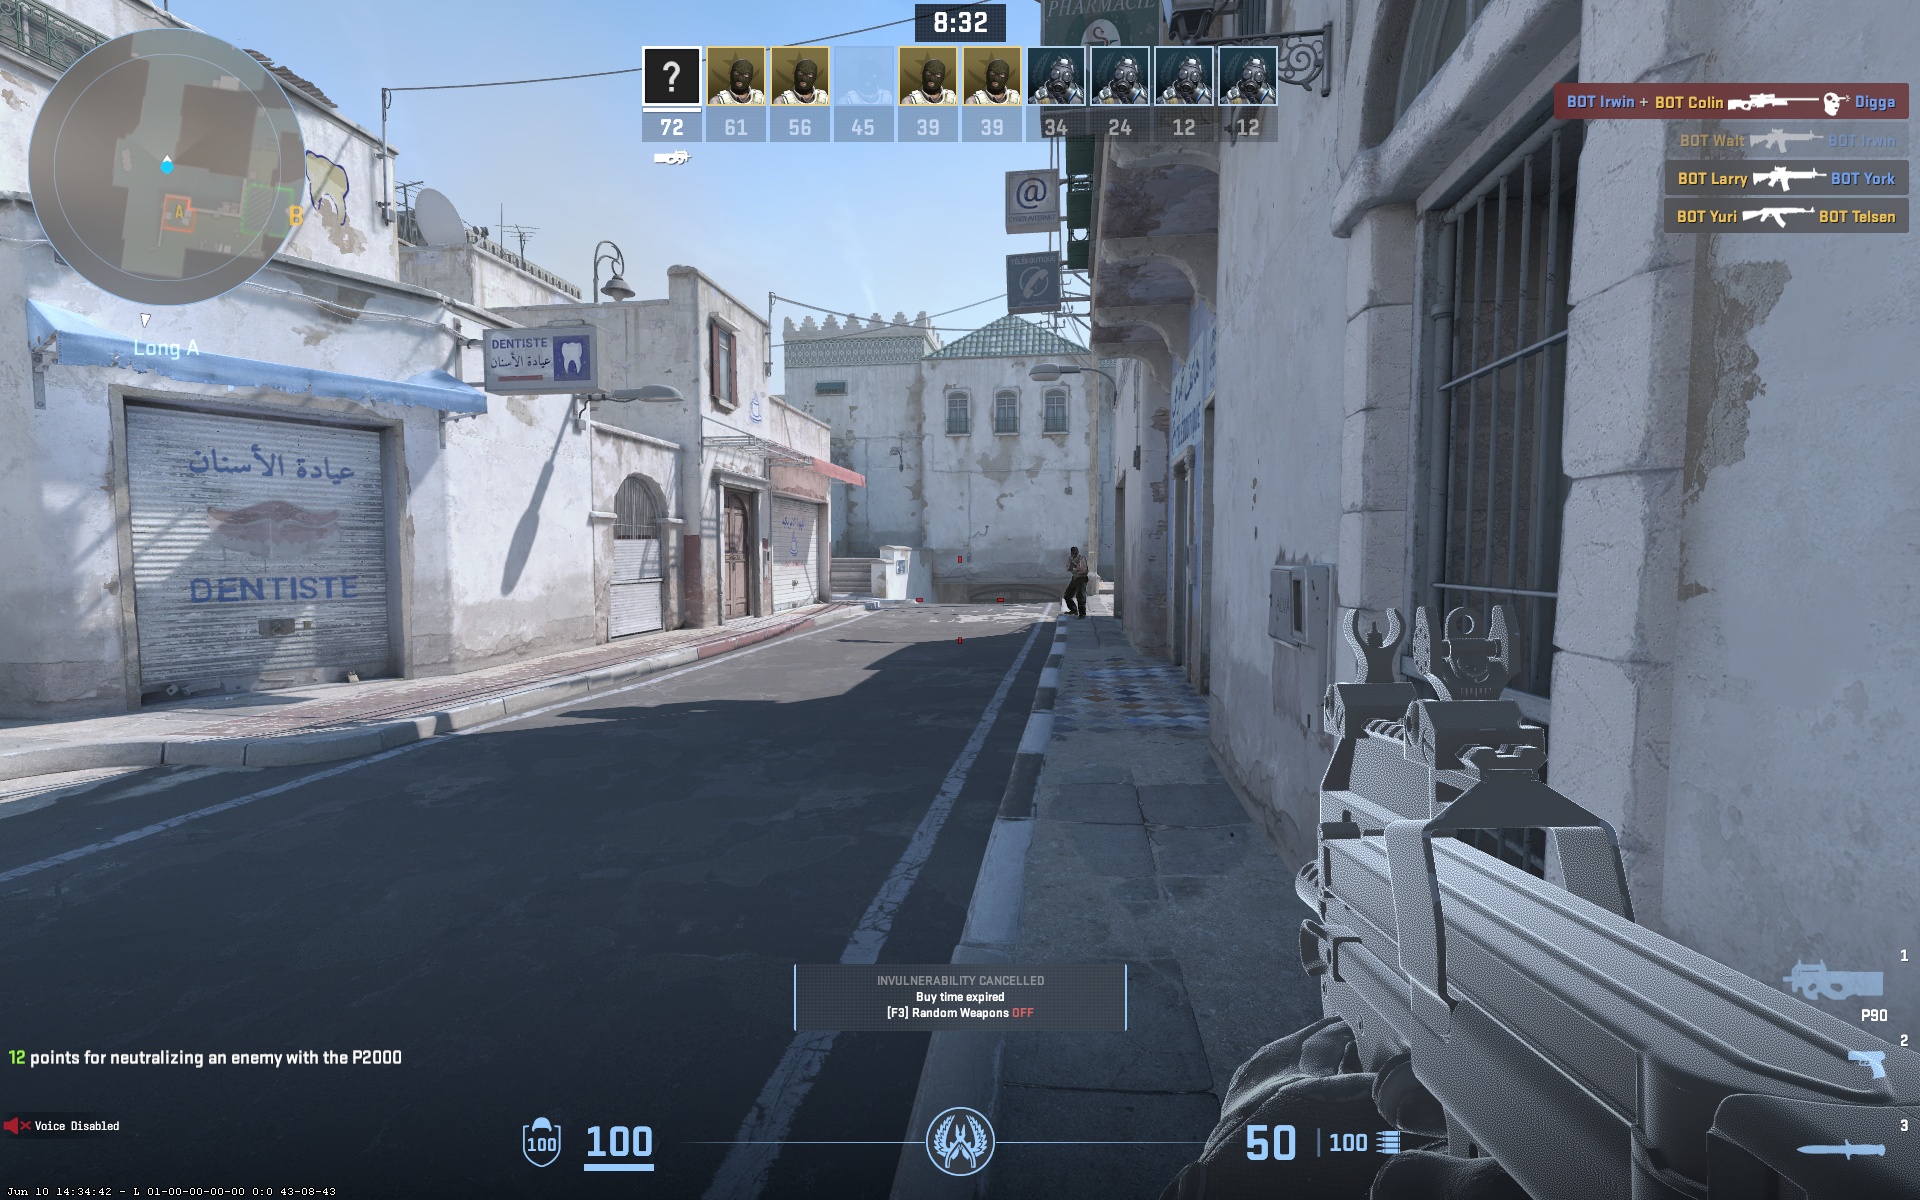 8:32
PHARMACIE
?
72
61
56
45
39
39
34
24
12
12
BOT Irwin + BOT Colin Digga
BOT Walt BOT Irwin
BOT Larry BOT York
BOT Yuri BOT Telsen
A
B
Long A
@
CYBER INTERNET
TÉLÉBOUTIQUE
DENTISTE
عيادة الأسنان
عيادة الأسنان
DENTISTE
INVULNERABILITY CANCELLED
Buy time expired
[F3] Random Weapons OFF
12 points for neutralizing an enemy with the P2000
Voice Disabled
100
100
50
100
1
P90
2
3
Jun 10 14:34:42 - L 01-00-00-00-00 0:0 43-08-43